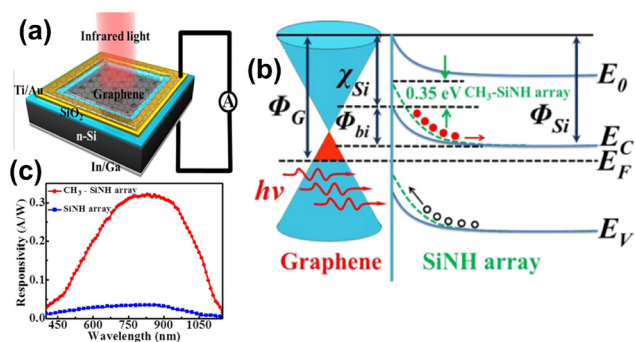 (a)
Infrared light
Graphene
Ti/Au
SiO₂
n-Si
In/Ga
A
(b)
E₀
χSi
0.35 eV CH₃-SiNH array
ΦG
Φbi
ΦSi
EC
EF
hν
EV
Graphene
SiNH array
(c)
CH₃ - SiNH array
SiNH array
Responsivity (A/W)
0.3
0.2
0.1
0.0
450 600 750 900 1050
Wavelength (nm)